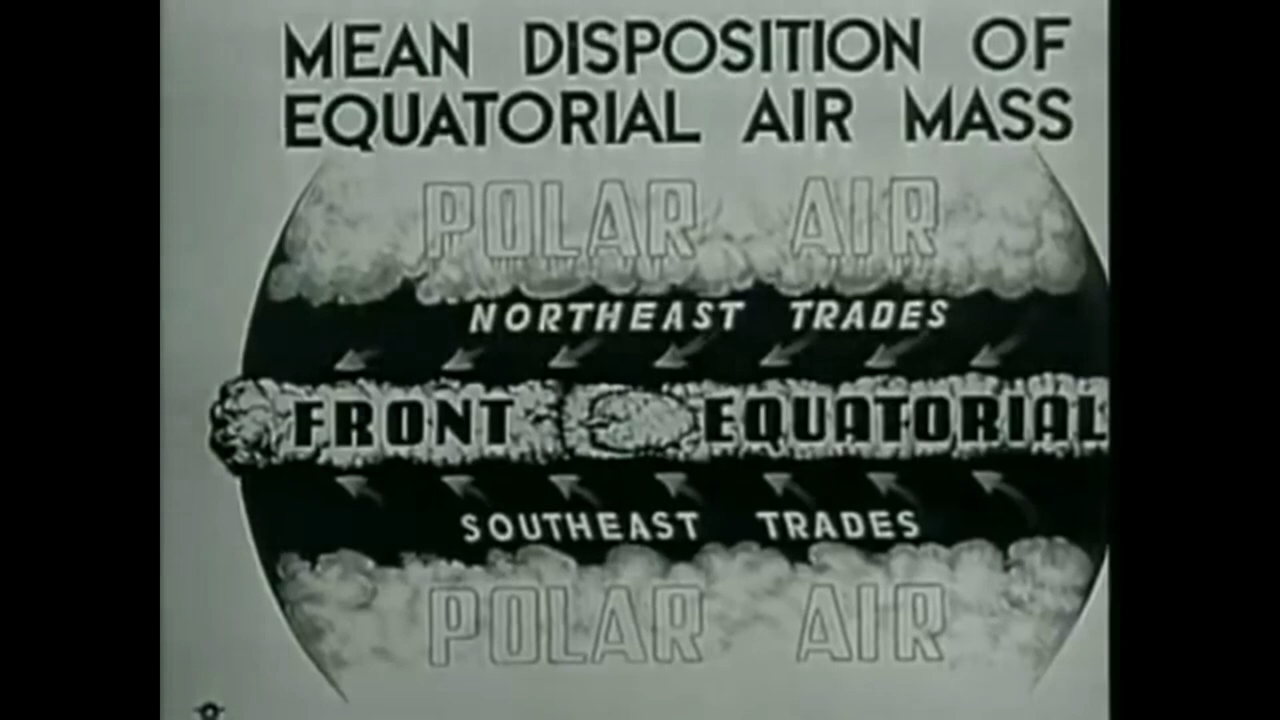 MEAN DISPOSITION OF
EQUATORIAL AIR MASS
POLAR AIR
NORTHEAST TRADES
FRONT EQUATORIAL
SOUTHEAST TRADES
POLAR AIR